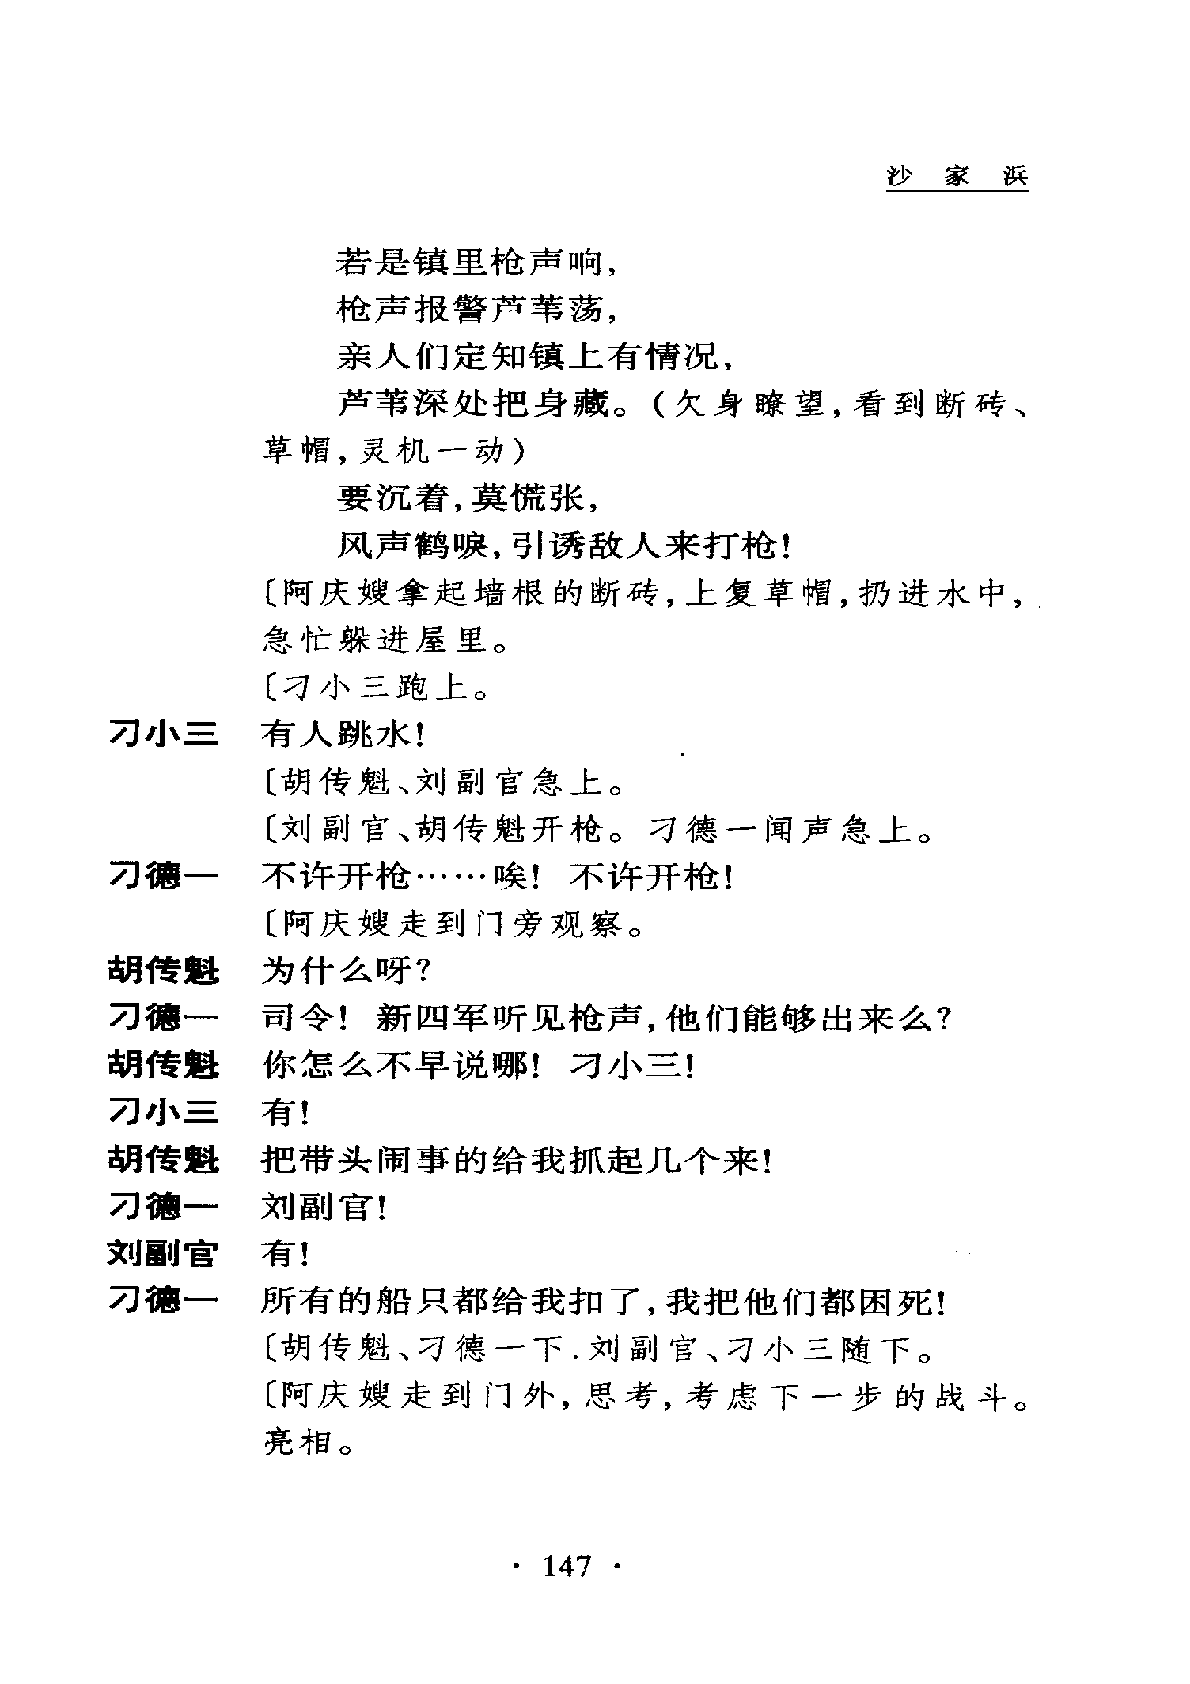 沙家浜
若是镇里枪声响,
枪声报警芦苇荡,
亲人们定知镇上有情况,
芦苇深处把身藏。(欠身瞭望,看到断砖、
草帽,灵机一动)
要沉着,莫慌张,
风声鹤唳,引诱敌人来打枪!
〔阿庆嫂拿起墙根的断砖,上复草帽,扔进水中,
急忙躲进屋里。
〔刁小三跑上。
刁小三 有人跳水!
〔胡传魁、刘副官急上。
〔刘副官、胡传魁开枪。刁德一闻声急上。
刁德一 不许开枪……唉! 不许开枪!
〔阿庆嫂走到门旁观察。
胡传魁 为什么呀?
刁德一 司令! 新四军听见枪声,他们能够出来么?
胡传魁 你怎么不早说哪! 刁小三!
刁小三 有!
胡传魁 把带头闹事的给我抓起几个来!
刁德一 刘副官!
刘副官 有!
刁德一 所有的船只都给我扣了,我把他们都困死!
〔胡传魁、刁德一下.刘副官、刁小三随下。
〔阿庆嫂走到门外,思考,考虑下一步的战斗。
亮相。
· 147 ·